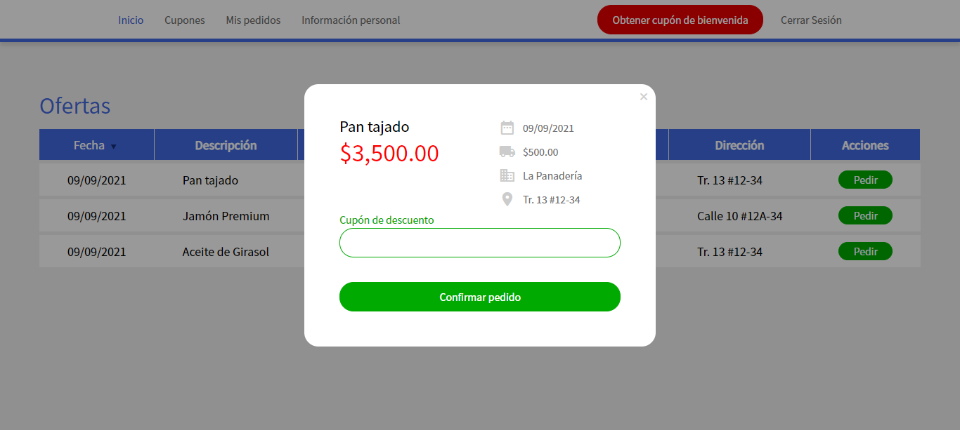 Inicio Cupones Mis pedidos Información personal Obtener cupón de bienvenida Cerrar Sesión
Ofertas
Fecha ▼ Descripción Dirección Acciones
09/09/2021 Pan tajado Tr. 13 #12-34 Pedir
09/09/2021 Jamón Premium Calle 10 #12A-34 Pedir
09/09/2021 Aceite de Girasol Tr. 13 #12-34 Pedir
×
Pan tajado
$3,500.00
09/09/2021
$500.00
La Panadería
Tr. 13 #12-34
Cupón de descuento
Confirmar pedido